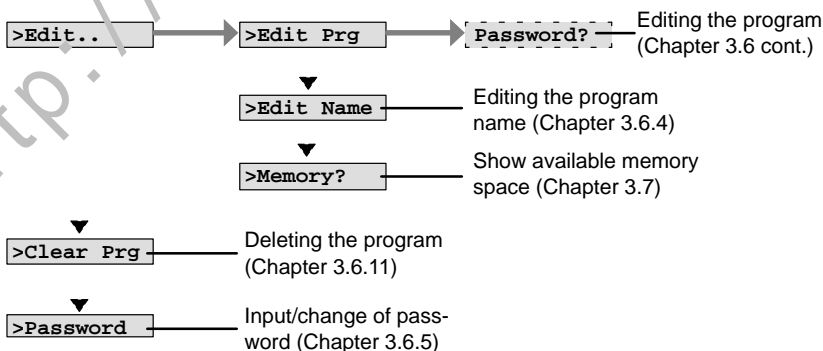 >Edit.. >Edit Prg Password? Editing the program
(Chapter 3.6 cont.)
>Edit Name Editing the program
name (Chapter 3.6.4)
>Memory? Show available memory
space (Chapter 3.7)
>Clear Prg Deleting the program
(Chapter 3.6.11)
>Password Input/change of pass-
word (Chapter 3.6.5)